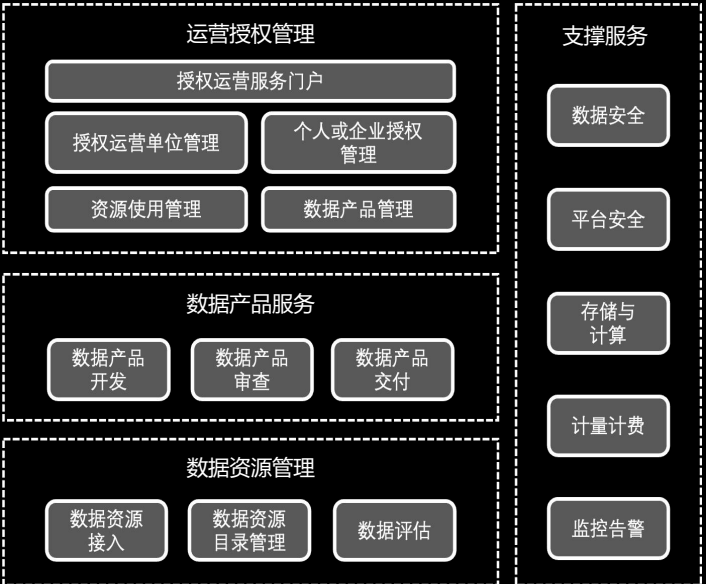 运营授权管理
授权运营服务门户
授权运营单位管理
个人或企业授权
管理
资源使用管理
数据产品管理
数据产品服务
数据产品
开发
数据产品
审查
数据产品
交付
数据资源管理
数据资源
接入
数据资源
目录管理
数据评估
支撑服务
数据安全
平台安全
存储与
计算
计量计费
监控告警